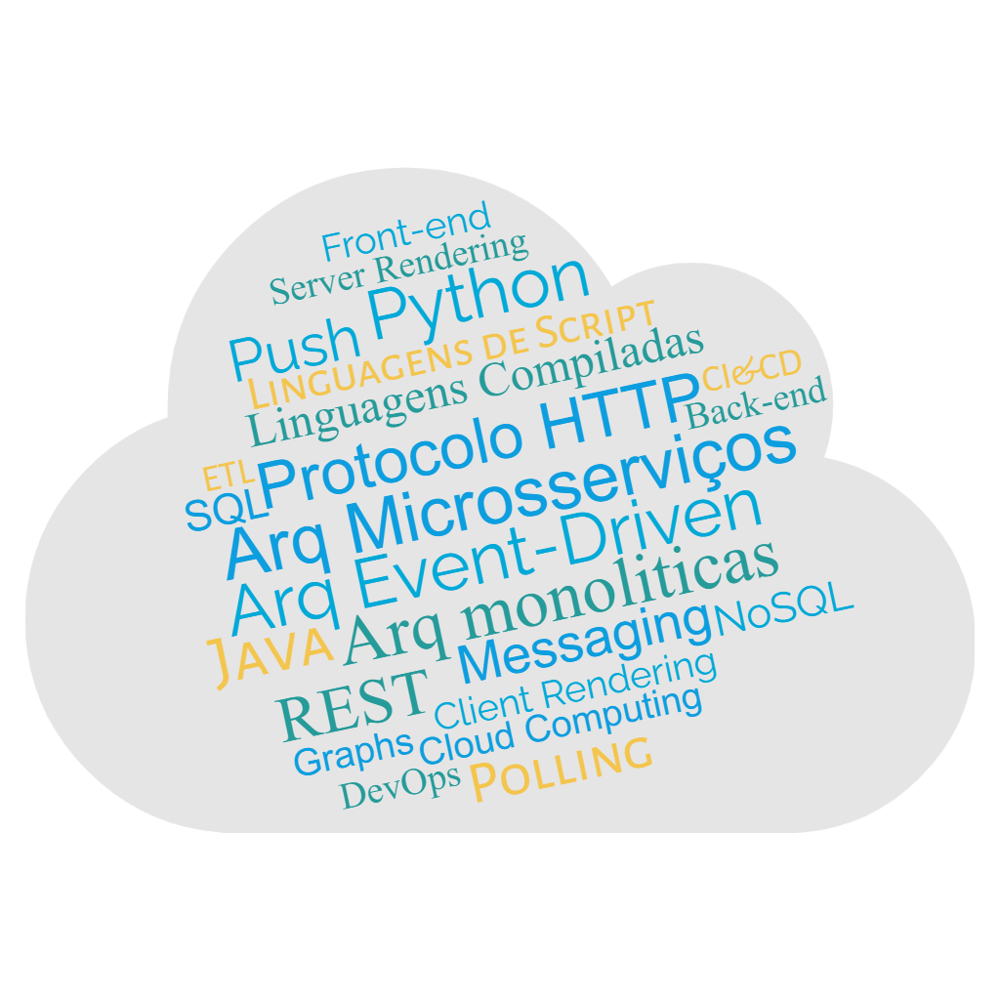 Front-end
Server Rendering
Push Python
Linguagens de Script
Linguagens Compiladas
CI&CD
Protocolo HTTP
Back-end
ETL
SQL
Arq Microsserviços
Arq Event-Driven
Arq monoliticas
Java
Messaging
NoSQL
REST
Client Rendering
Graphs
Cloud Computing
DevOps
Polling